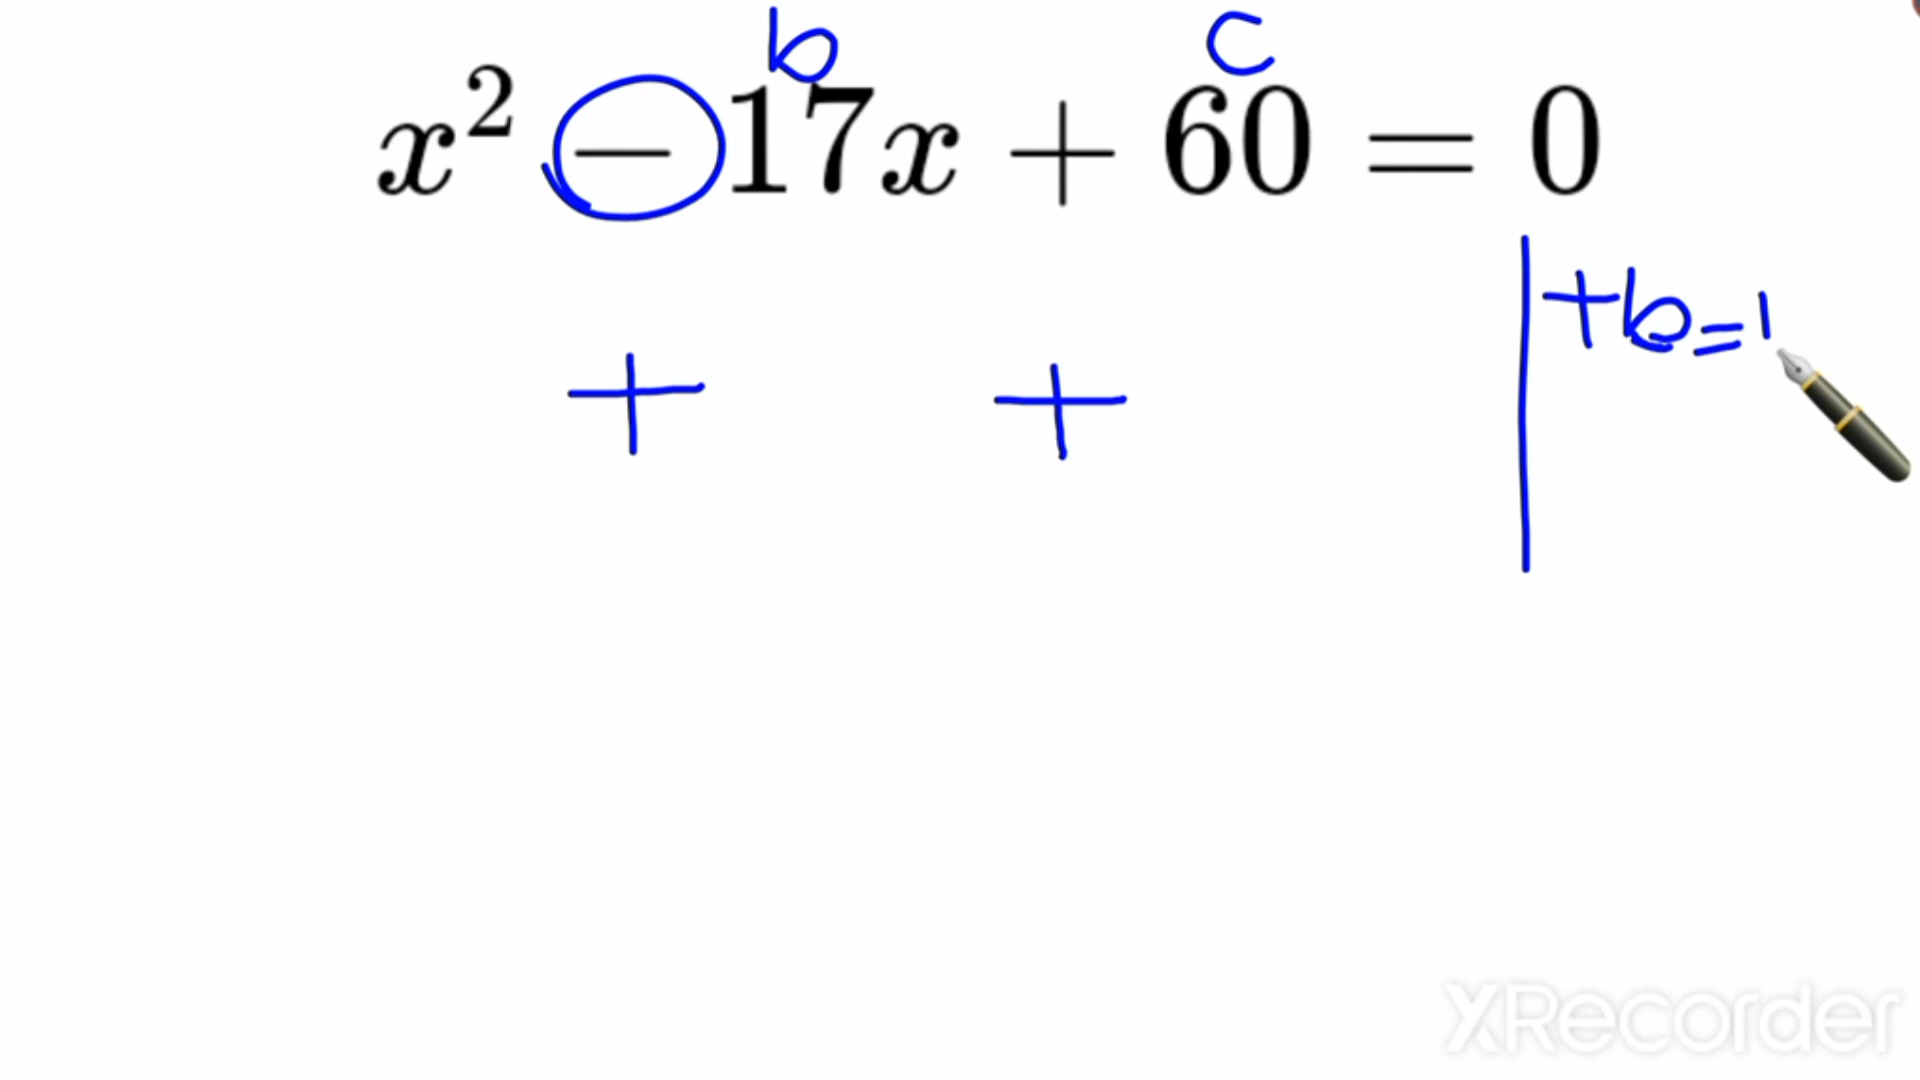 b c
x² − 17x + 60 = 0
+b = 1
+ +
XRecorder